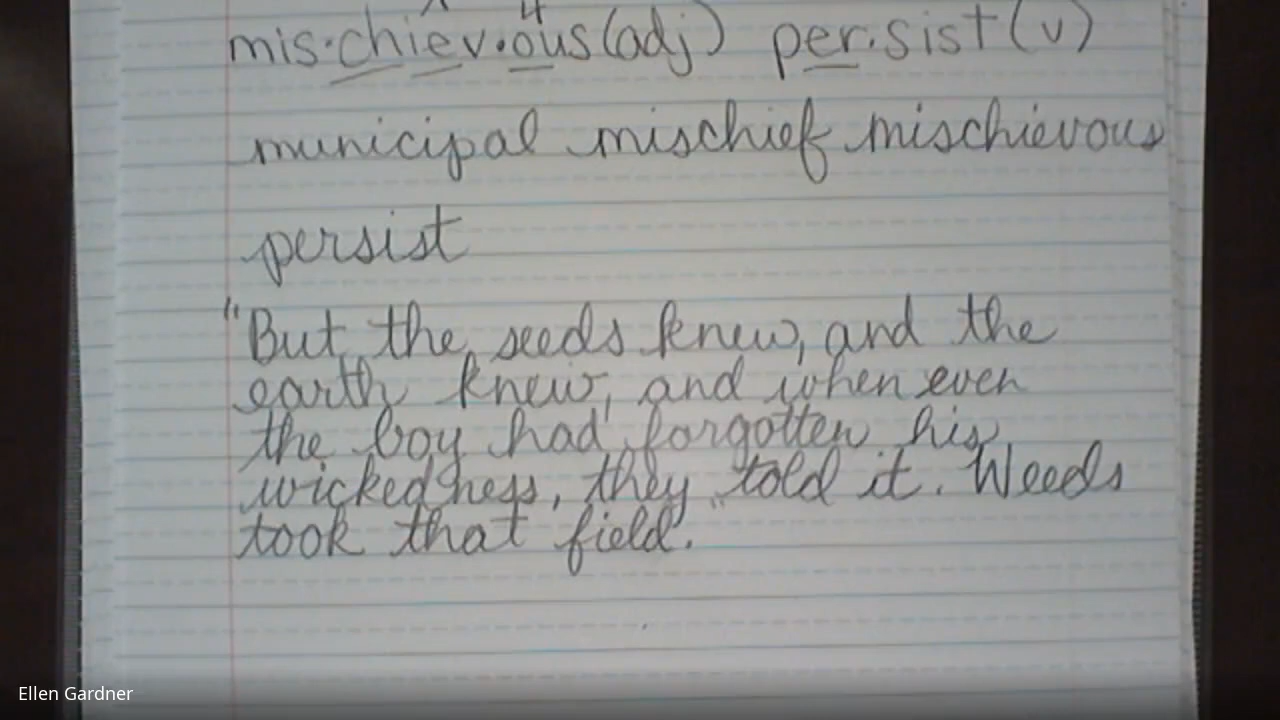 mis·chiev·ous(adj) per·sist(v)
municipal mischief mischievous
persist
"But the seeds knew, and the
earth knew, and when even
the boy had forgotten his
wickedness, they told it. Weeds
took that field."
Ellen Gardner